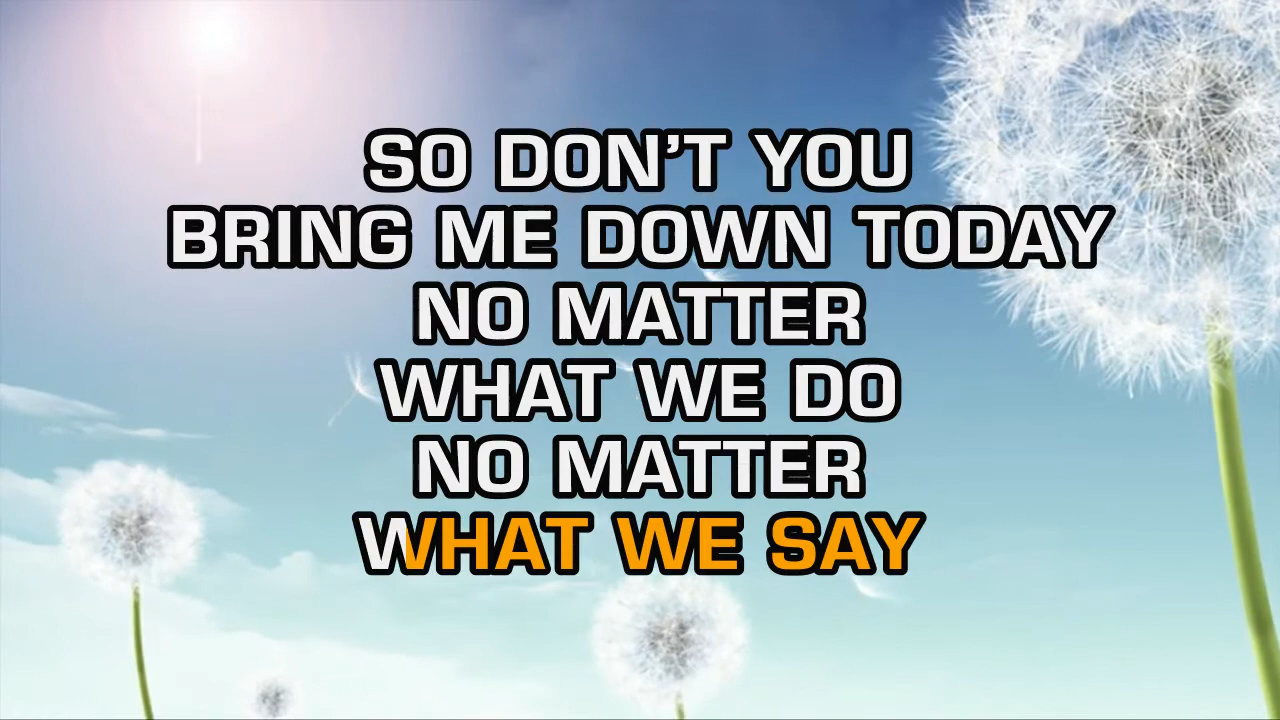 SO DON'T YOU
BRING ME DOWN TODAY
NO MATTER
WHAT WE DO
NO MATTER
WHAT WE SAY